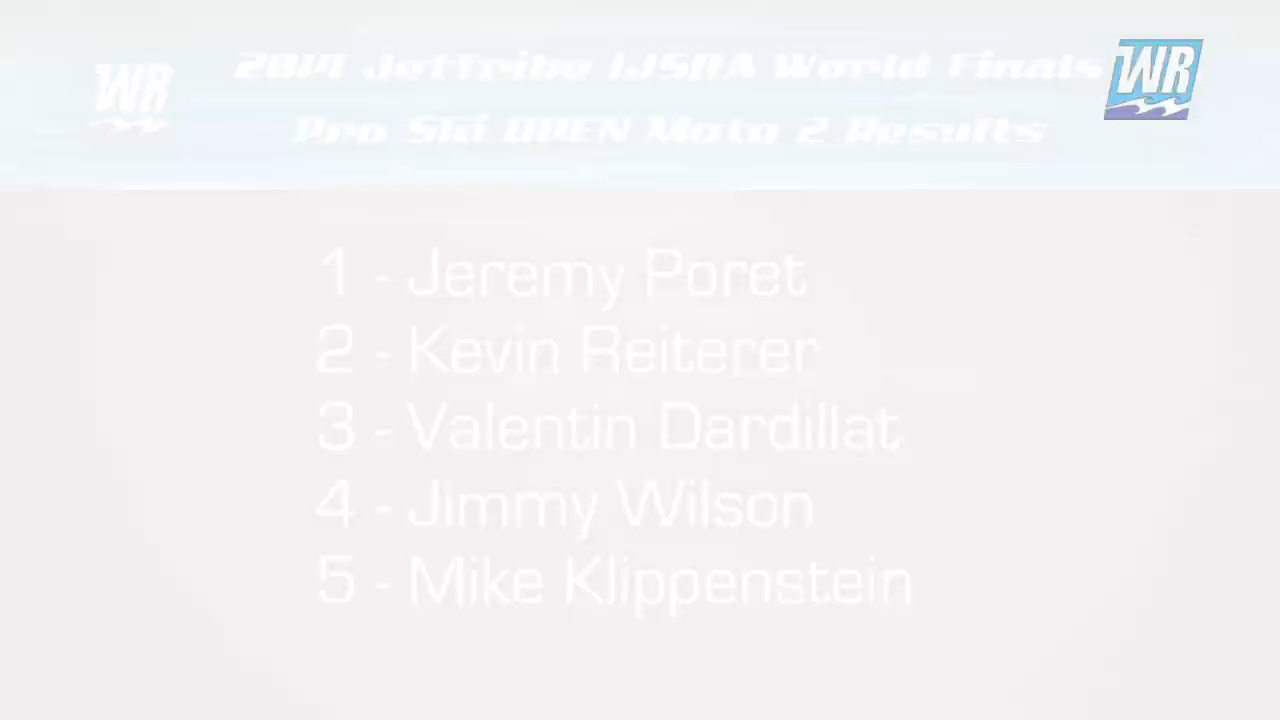 WR 2014 Jettribe IJSBA World Finals WR
Pro Ski OPEN Moto 2 Results
1 - Jeremy Poret
2 - Kevin Reiterer
3 - Valentin Dardillat
4 - Jimmy Wilson
5 - Mike Klippenstein